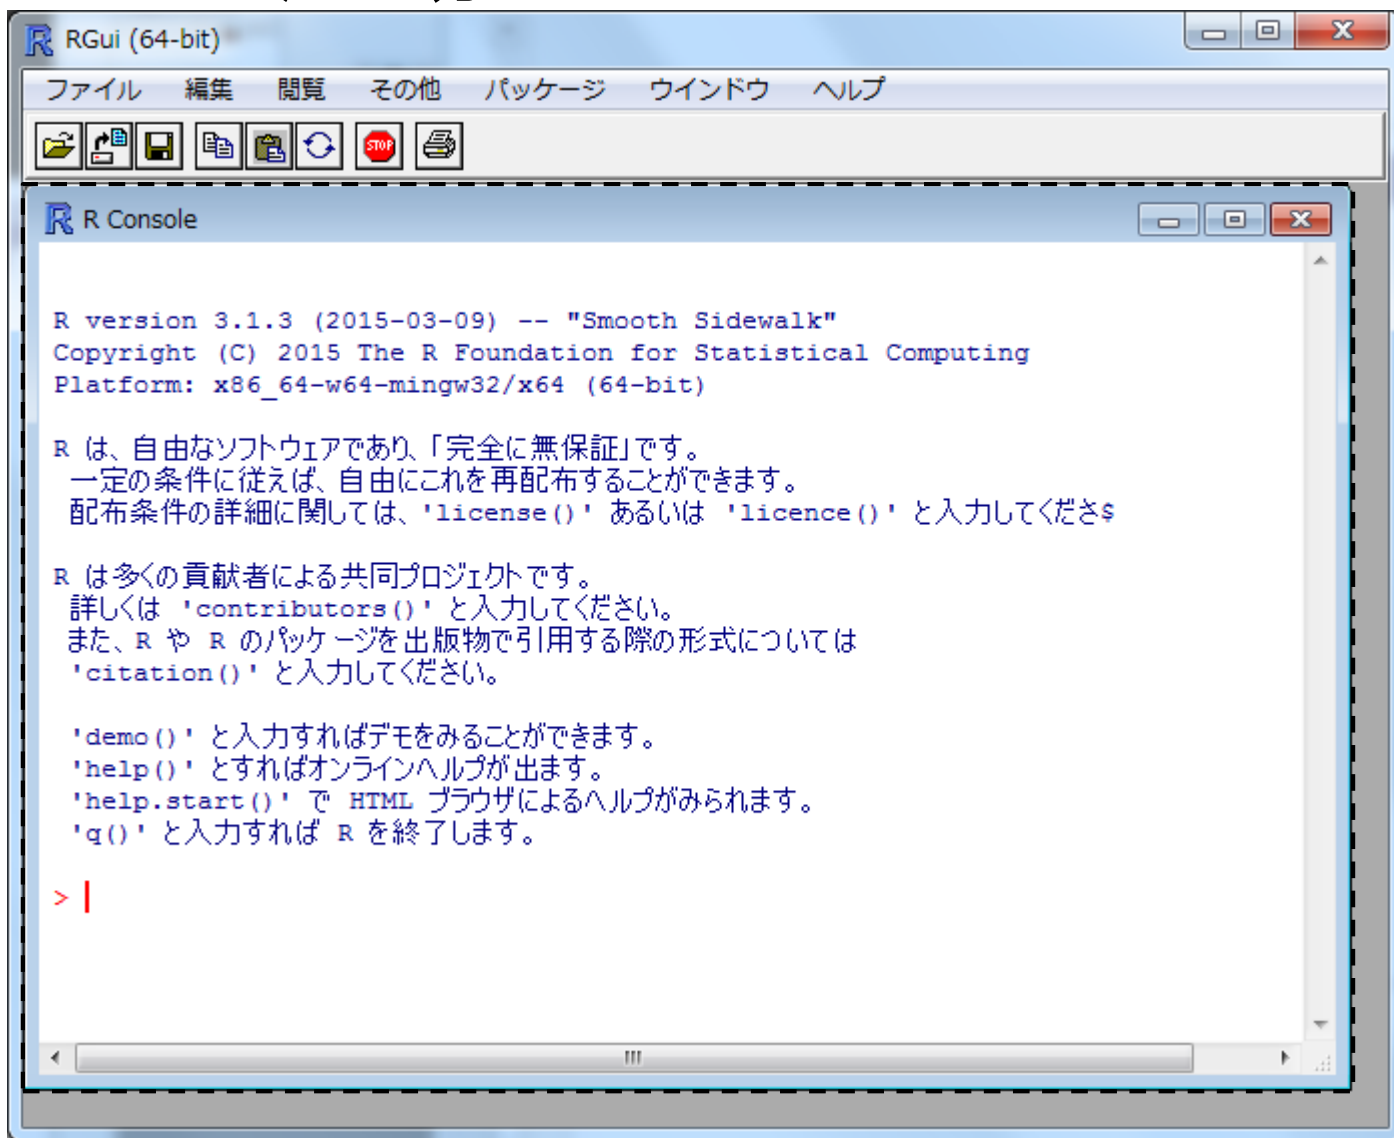 RGui (64-bit)
ファイル 編集 閲覧 その他 パッケージ ウインドウ ヘルプ
STOP
R Console
R version 3.1.3 (2015-03-09) -- "Smooth Sidewalk"
Copyright (C) 2015 The R Foundation for Statistical Computing
Platform: x86_64-w64-mingw32/x64 (64-bit)
R は、自由なソフトウェアであり、「完全に無保証」です。
一定の条件に従えば、自由にこれを再配布することができます。
配布条件の詳細に関しては、'license()' あるいは 'licence()' と入力してくださ$
R は多くの貢献者による共同プロジェクトです。
詳しくは 'contributors()' と入力してください。
また、R や R のパッケージを出版物で引用する際の形式については
'citation()' と入力してください。
'demo()' と入力すればデモをみることができます。
'help()' とすればオンラインヘルプが出ます。
'help.start()' で HTML ブラウザによるヘルプがみられます。
'q()' と入力すれば R を終了します。
>